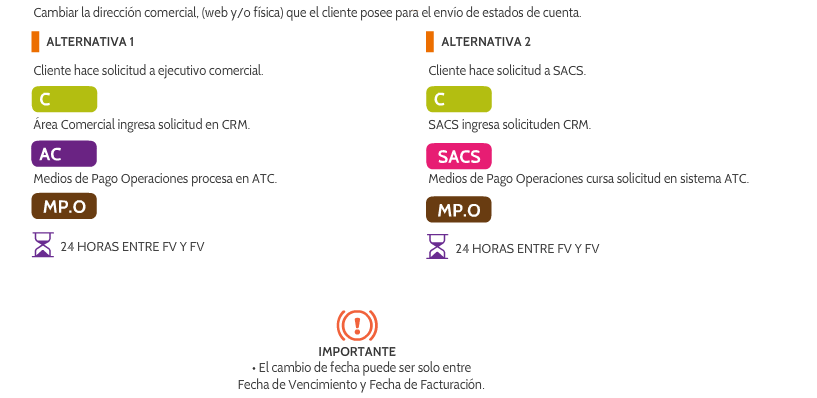 Cambiar la dirección comercial, (web y/o física) que el cliente posee para el envio de estados de cuenta.
ALTERNATIVA 1
Cliente hace solicitud a ejecutivo comercial.
C
Área Comercial ingresa solicitud en CRM.
AC
Medios de Pago Operaciones procesa en ATC.
MP.O
24 HORAS ENTRE FV Y FV
ALTERNATIVA 2
Cliente hace solicitud a SACS.
C
SACS ingresa solicituden CRM.
SACS
Medios de Pago Operaciones cursa solicitud en sistema ATC.
MP.O
24 HORAS ENTRE FV Y FV
IMPORTANTE
• El cambio de fecha puede ser solo entre
Fecha de Vencimiento y Fecha de Facturación.